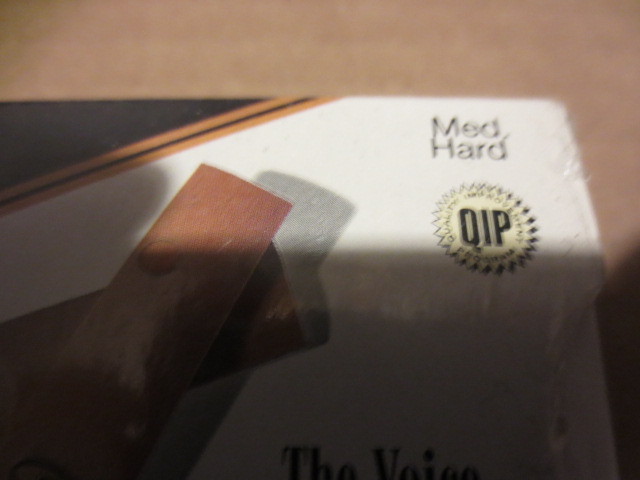 Med.
Hard
QIP
The Voice